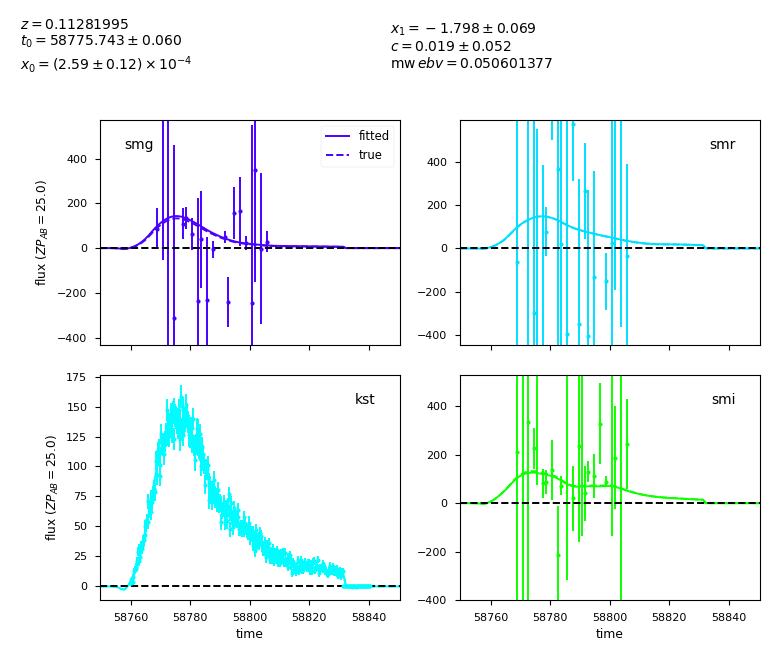 z = 0.11281995
t₀ = 58775.743 ± 0.060
x₀ = (2.59 ± 0.12) × 10⁻⁴
x₁ = −1.798 ± 0.069
c = 0.019 ± 0.052
mw ebv = 0.050601377
smg
fitted
true
400
200
0
−200
−400
flux (ZP_AB = 25.0)
smr
400
200
0
−200
−400
kst
175
150
125
100
75
50
25
0
flux (ZP_AB = 25.0)
58760 58780 58800 58820 58840
time
smi
400
200
0
−200
−400
58760 58780 58800 58820 58840
time